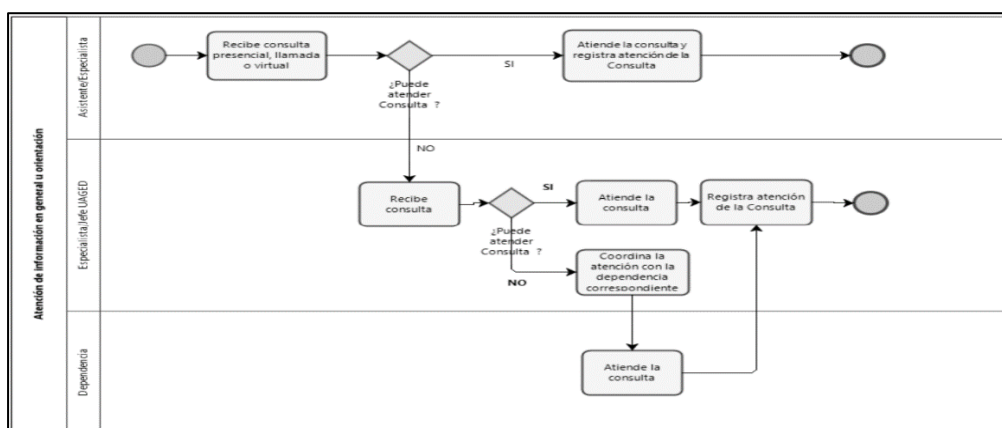 Atención de información en general u orientación
Asistente/Especialista
Recibe consulta
presencial, llamada
o virtual
¿Puede
atender
Consulta ?
SI
Atiende la consulta y
registra atención de la
Consulta
NO
Especialista/Jefe UAGED
Recibe
consulta
¿Puede
atender
Consulta ?
SI
Atiende la
consulta
Registra atención
de la Consulta
NO
Coordina la
atención con la
dependencia
correspondiente
Dependencia
Atiende la
consulta